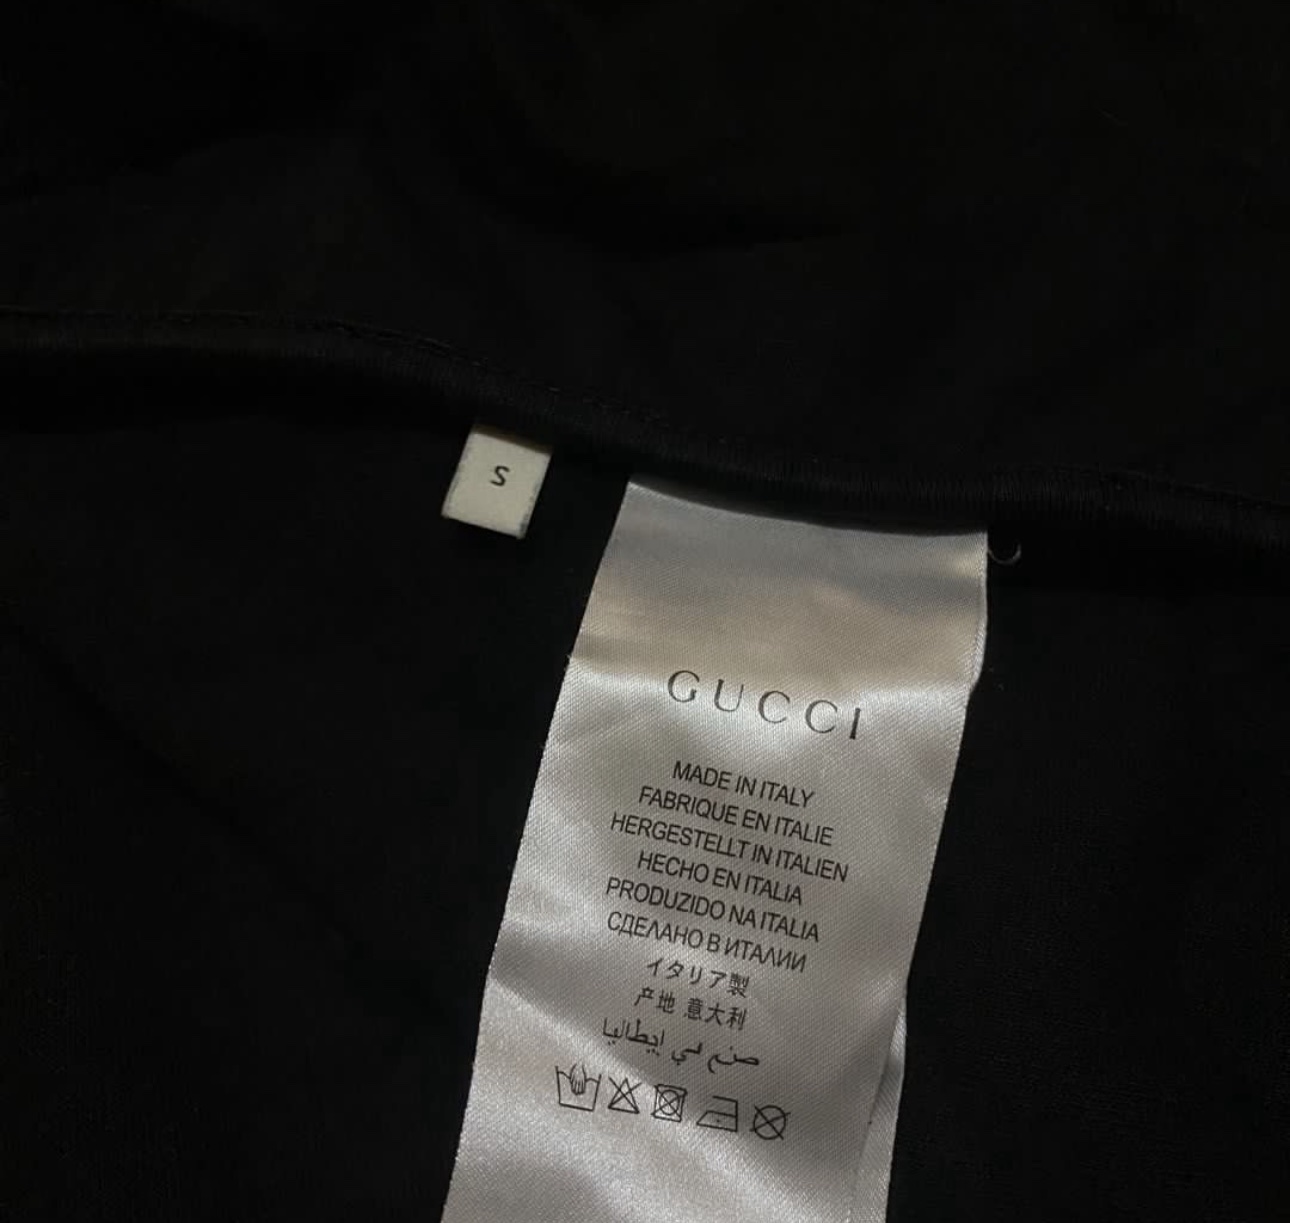 S
GUCCI
MADE IN ITALY
FABRIQUE EN ITALIE
HERGESTELLT IN ITALIEN
HECHO EN ITALIA
PRODUZIDO NA ITALIA
СДЕЛАНО В ИТАЛИИ
イタリア製
产地 意大利
صنع في ايطاليا